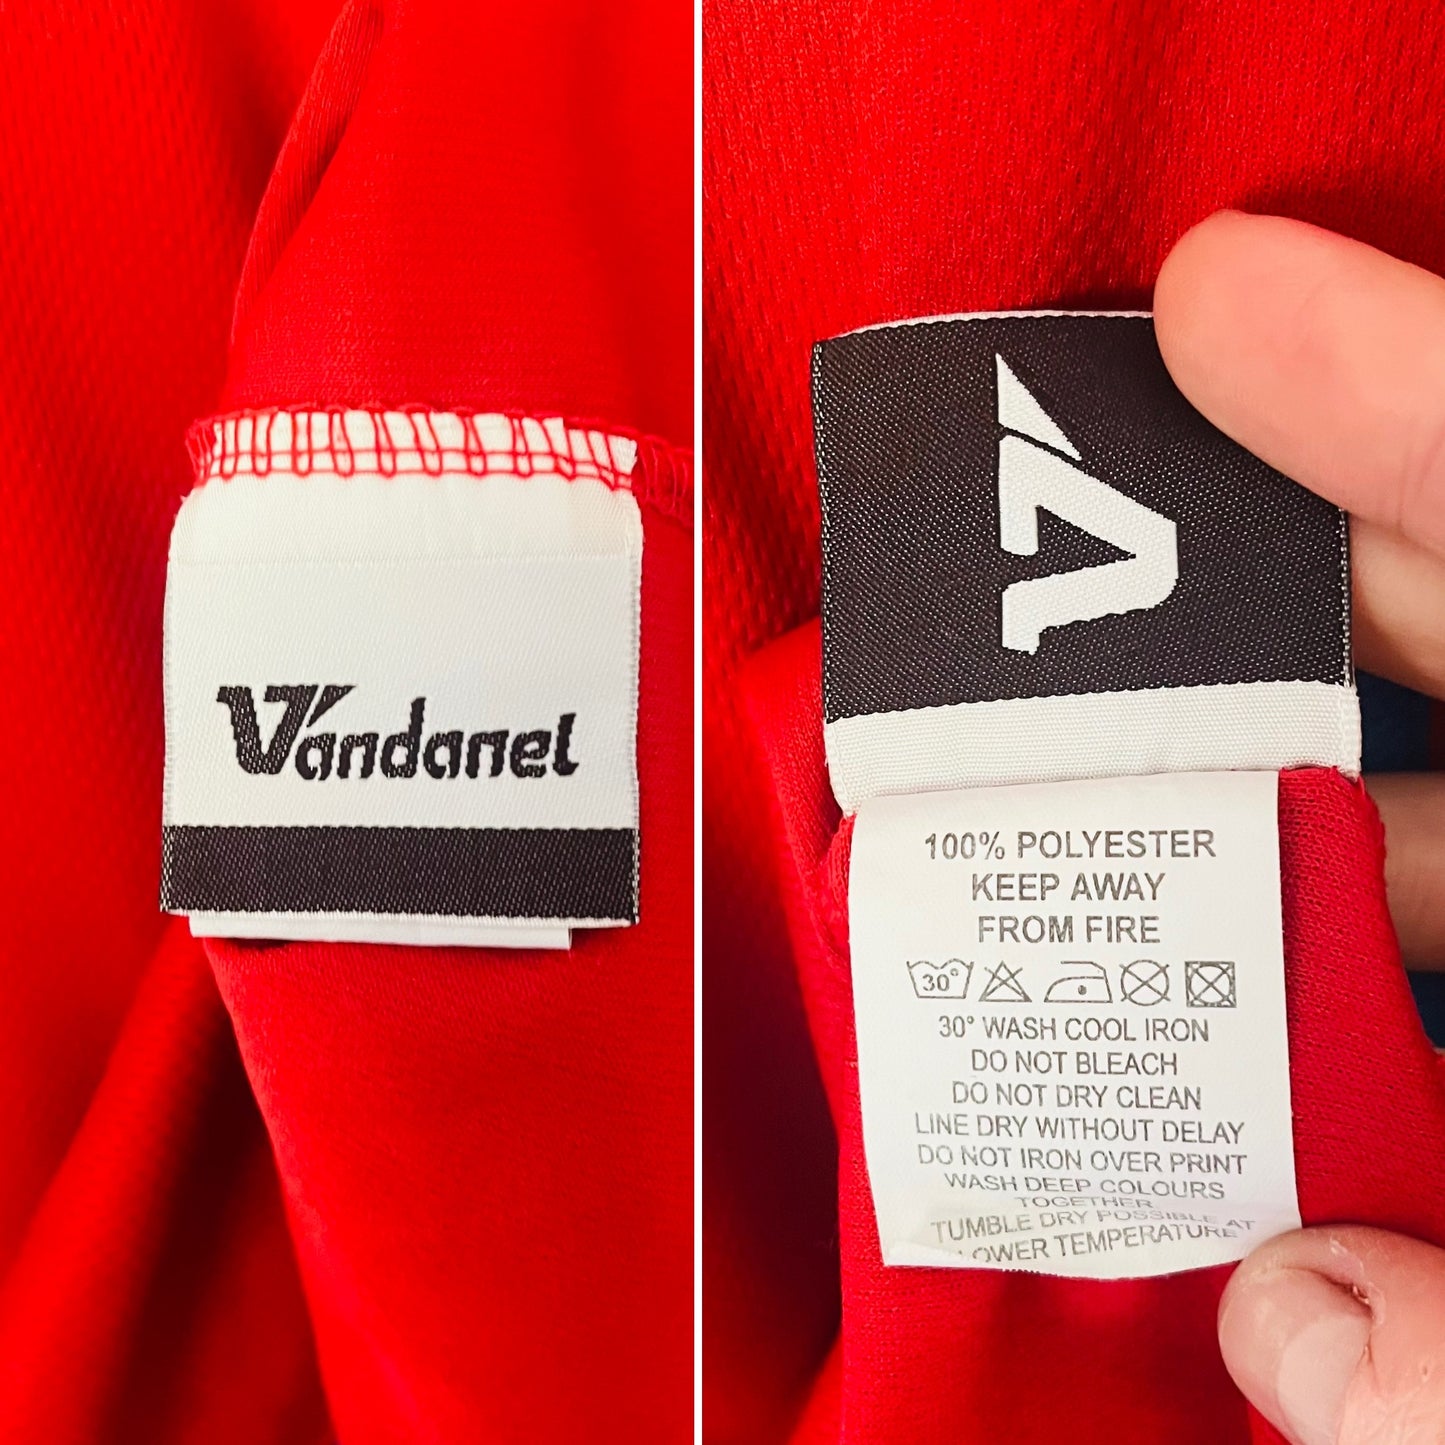 Vandanel
100% POLYESTER
KEEP AWAY
FROM FIRE
30°
30° WASH COOL IRON
DO NOT BLEACH
DO NOT DRY CLEAN
LINE DRY WITHOUT DELAY
DO NOT IRON OVER PRINT
WASH DEEP COLOURS
TOGETHER
TUMBLE DRY POSSIBLE AT
LOWER TEMPERATURE